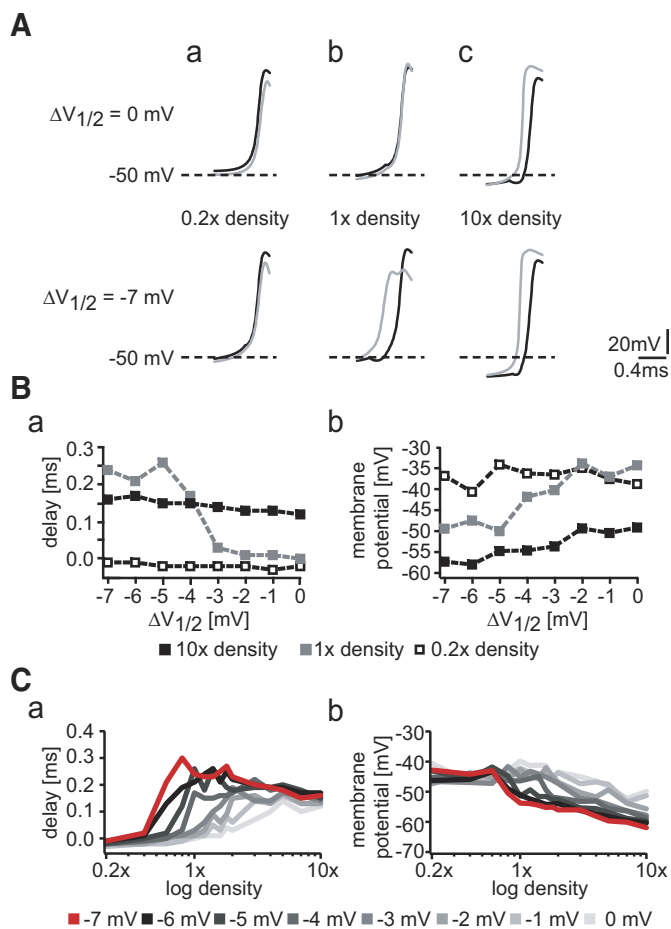 A
a b c
ΔV1/2 = 0 mV
-50 mV
0.2x density 1x density 10x density
ΔV1/2 = -7 mV
-50 mV
20mV
0.4ms
B
a b
delay [ms]
0.3
0.2
0.1
0.0
-7 -6 -5 -4 -3 -2 -1 0
ΔV1/2 [mV]
membrane
potential [mV]
-30
-35
-40
-45
-50
-55
-60
-7 -6 -5 -4 -3 -2 -1 0
ΔV1/2 [mV]
10x density 1x density 0.2x density
C
a b
delay [ms]
0.4
0.3
0.2
0.1
0.0
0.2x 1x 10x
log density
membrane
potential [mV]
-30
-40
-50
-60
-70
0.2x 1x 10x
log density
-7 mV -6 mV -5 mV -4 mV -3 mV -2 mV -1 mV 0 mV